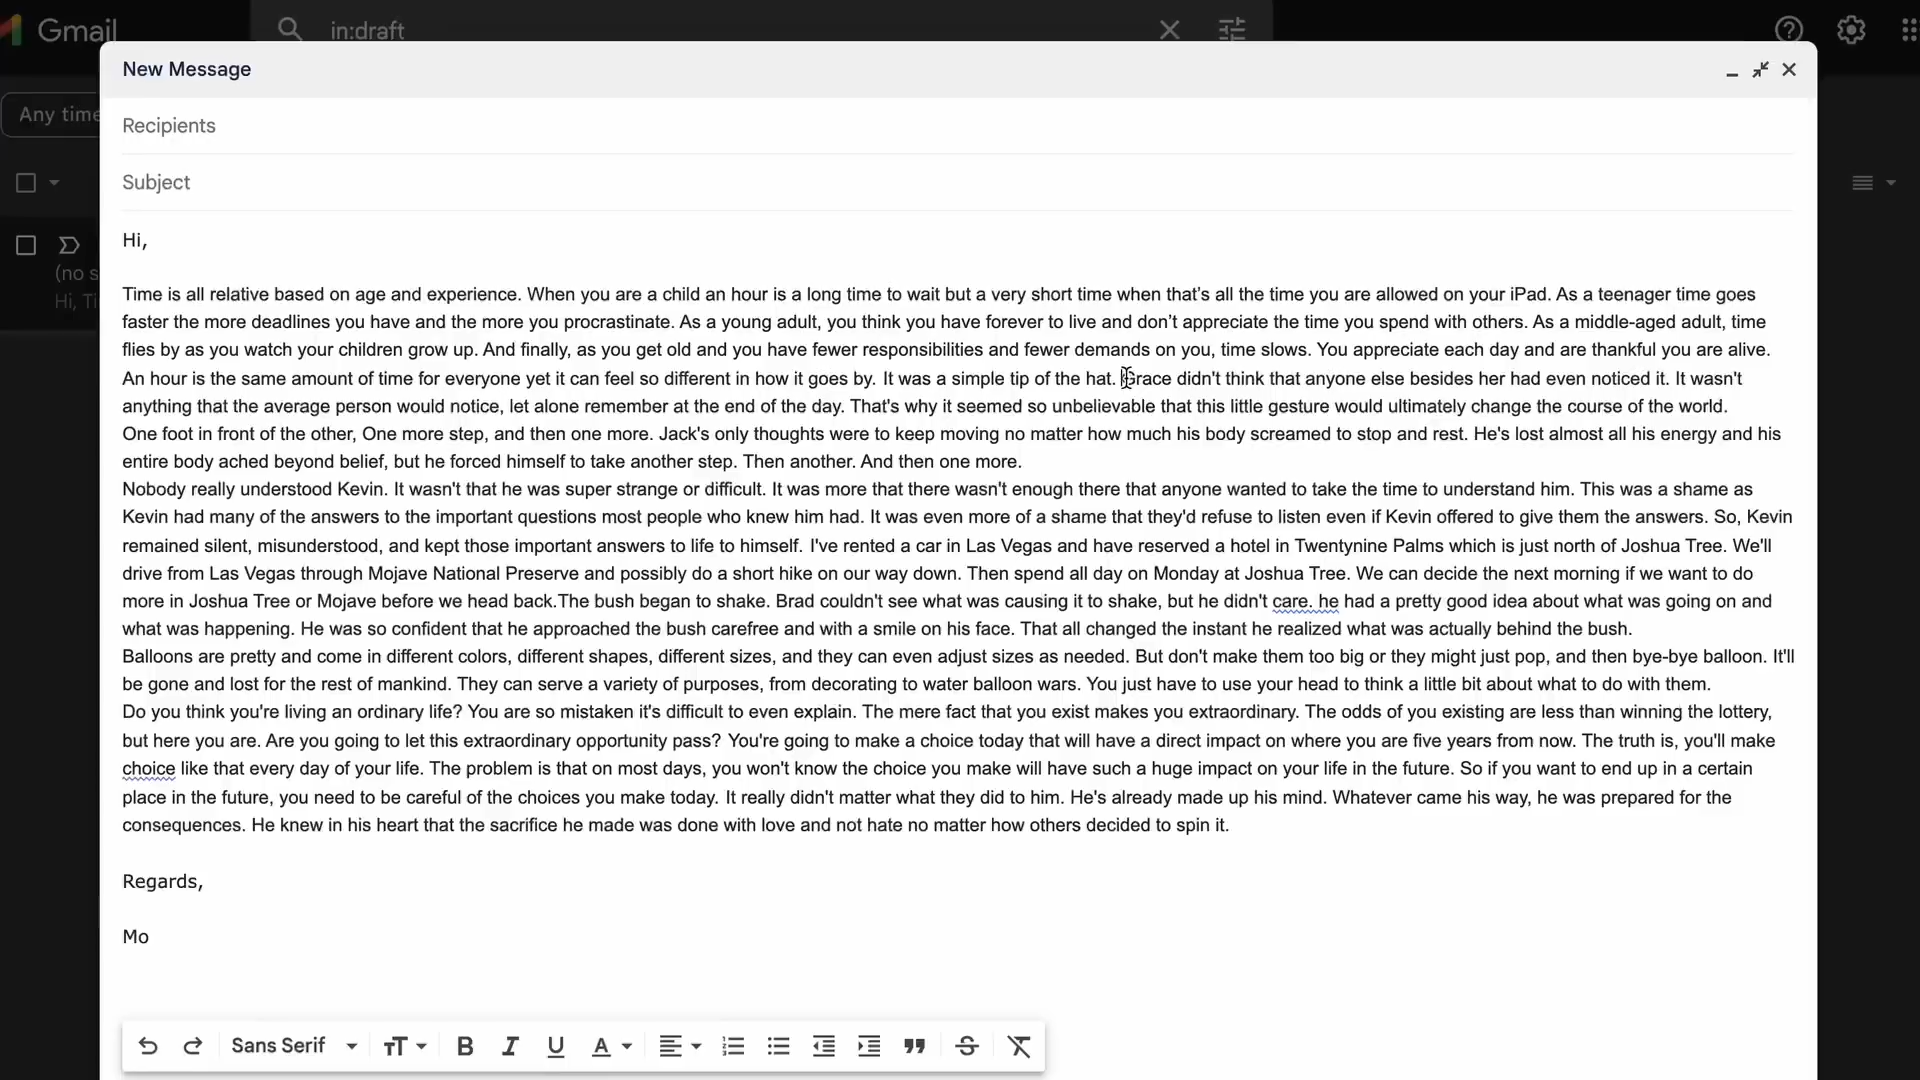 Gmail
in:draft
New Message
Any time
Recipients
Subject
(no s
Hi, Ti
Hi,
Time is all relative based on age and experience. When you are a child an hour is a long time to wait but a very short time when that’s all the time you are allowed on your iPad. As a teenager time goes
faster the more deadlines you have and the more you procrastinate. As a young adult, you think you have forever to live and don’t appreciate the time you spend with others. As a middle-aged adult, time
flies by as you watch your children grow up. And finally, as you get old and you have fewer responsibilities and fewer demands on you, time slows. You appreciate each day and are thankful you are alive.
An hour is the same amount of time for everyone yet it can feel so different in how it goes by. It was a simple tip of the hat. Grace didn't think that anyone else besides her had even noticed it. It wasn't
anything that the average person would notice, let alone remember at the end of the day. That's why it seemed so unbelievable that this little gesture would ultimately change the course of the world.
One foot in front of the other, One more step, and then one more. Jack's only thoughts were to keep moving no matter how much his body screamed to stop and rest. He's lost almost all his energy and his
entire body ached beyond belief, but he forced himself to take another step. Then another. And then one more.
Nobody really understood Kevin. It wasn't that he was super strange or difficult. It was more that there wasn't enough there that anyone wanted to take the time to understand him. This was a shame as
Kevin had many of the answers to the important questions most people who knew him had. It was even more of a shame that they'd refuse to listen even if Kevin offered to give them the answers. So, Kevin
remained silent, misunderstood, and kept those important answers to life to himself. I've rented a car in Las Vegas and have reserved a hotel in Twentynine Palms which is just north of Joshua Tree. We'll
drive from Las Vegas through Mojave National Preserve and possibly do a short hike on our way down. Then spend all day on Monday at Joshua Tree. We can decide the next morning if we want to do
more in Joshua Tree or Mojave before we head back.The bush began to shake. Brad couldn't see what was causing it to shake, but he didn't care. he had a pretty good idea about what was going on and
what was happening. He was so confident that he approached the bush carefree and with a smile on his face. That all changed the instant he realized what was actually behind the bush.
Balloons are pretty and come in different colors, different shapes, different sizes, and they can even adjust sizes as needed. But don't make them too big or they might just pop, and then bye-bye balloon. It'll
be gone and lost for the rest of mankind. They can serve a variety of purposes, from decorating to water balloon wars. You just have to use your head to think a little bit about what to do with them.
Do you think you're living an ordinary life? You are so mistaken it's difficult to even explain. The mere fact that you exist makes you extraordinary. The odds of you existing are less than winning the lottery,
but here you are. Are you going to let this extraordinary opportunity pass? You're going to make a choice today that will have a direct impact on where you are five years from now. The truth is, you'll make
choice like that every day of your life. The problem is that on most days, you won't know the choice you make will have such a huge impact on your life in the future. So if you want to end up in a certain
place in the future, you need to be careful of the choices you make today. It really didn't matter what they did to him. He's already made up his mind. Whatever came his way, he was prepared for the
consequences. He knew in his heart that the sacrifice he made was done with love and not hate no matter how others decided to spin it.
Regards,
Mo
Sans Serif